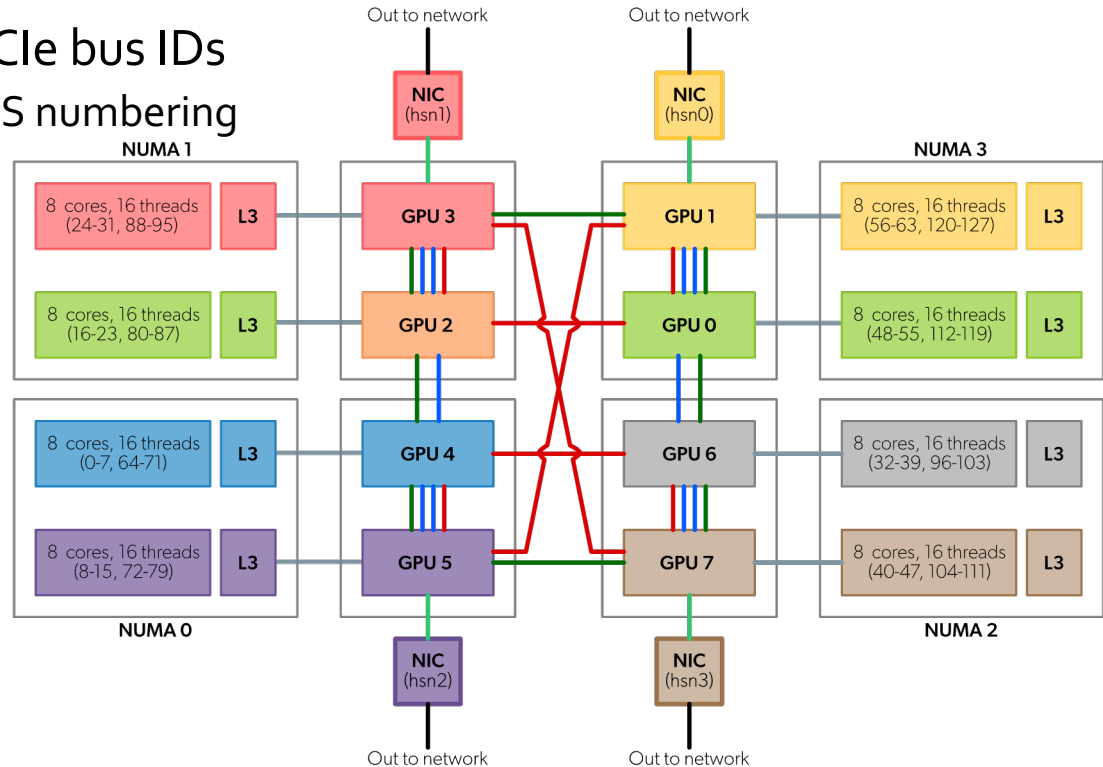 Out to network
Out to network
CIe bus IDs
S numbering
NIC
(hsn1)
NIC
(hsn0)
NUMA 1
NUMA 3
8 cores, 16 threads
(24-31, 88-95)
L3
GPU 3
GPU 1
8 cores, 16 threads
(56-63, 120-127)
L3
8 cores, 16 threads
(16-23, 80-87)
L3
GPU 2
GPU 0
8 cores, 16 threads
(48-55, 112-119)
L3
8 cores, 16 threads
(0-7, 64-71)
L3
GPU 4
GPU 6
8 cores, 16 threads
(32-39, 96-103)
L3
8 cores, 16 threads
(8-15, 72-79)
L3
GPU 5
GPU 7
8 cores, 16 threads
(40-47, 104-111)
L3
NUMA 0
NUMA 2
NIC
(hsn2)
NIC
(hsn3)
Out to network
Out to network